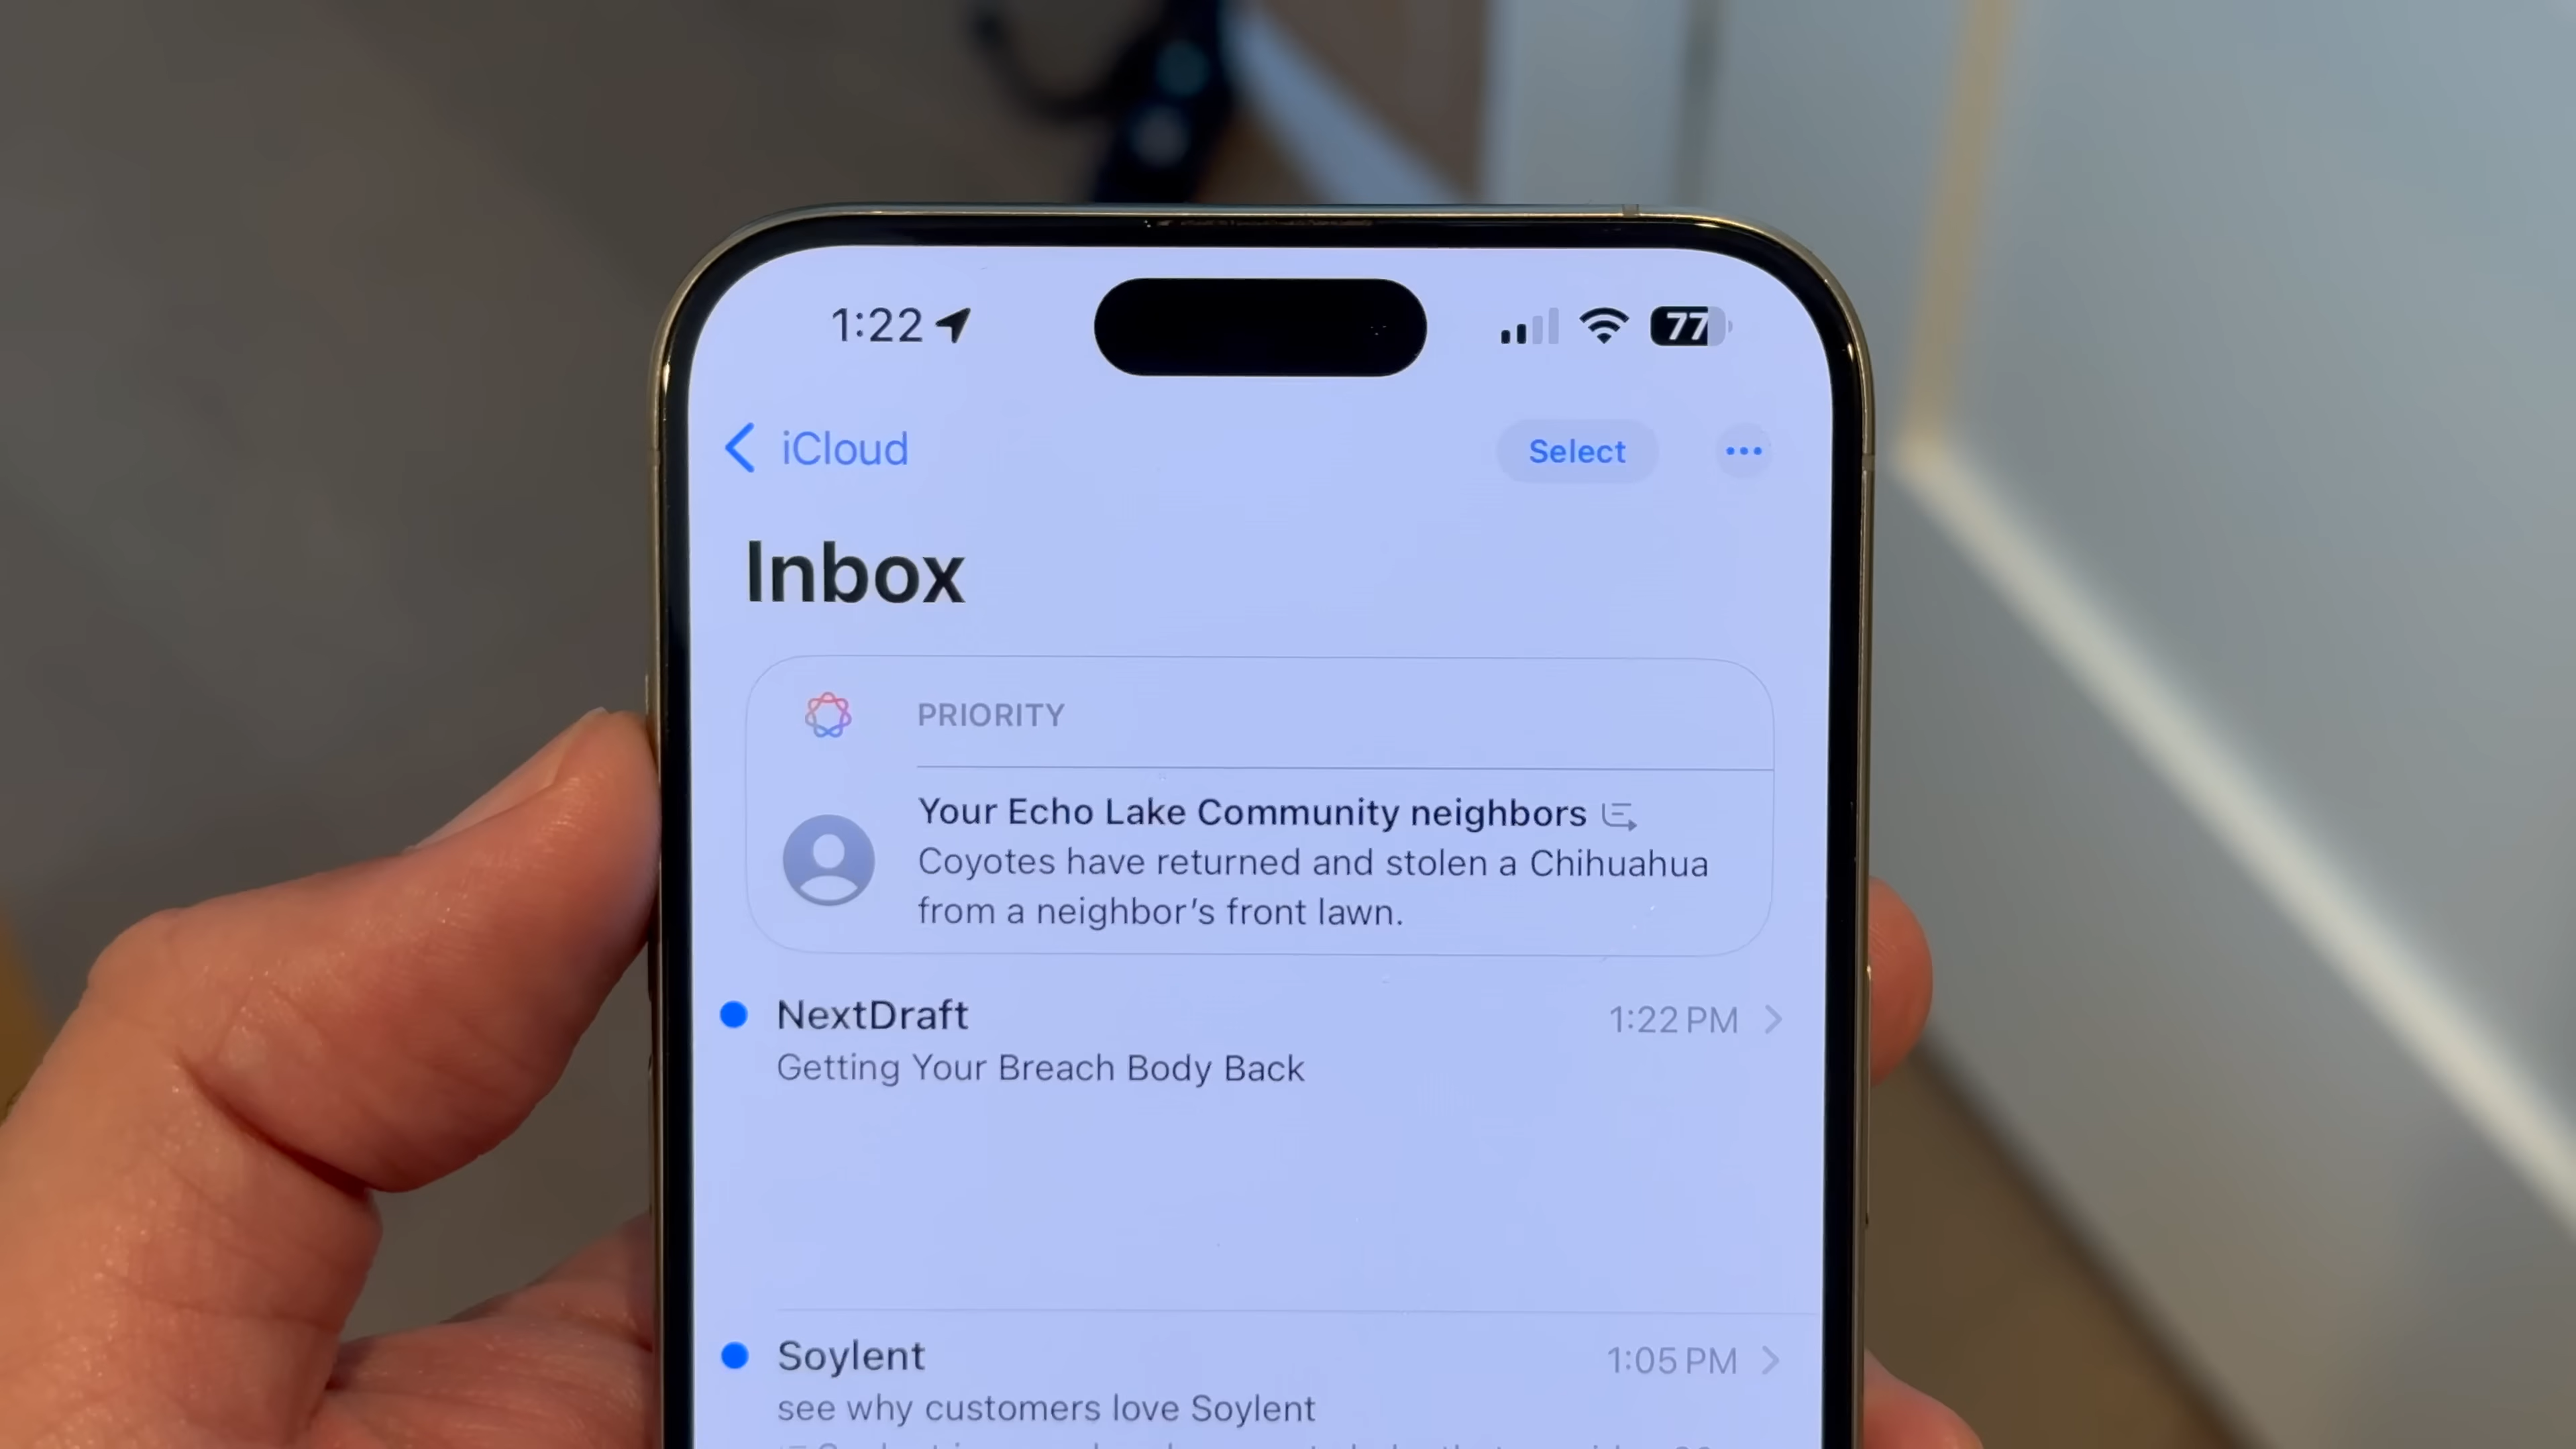 1:22
77
iCloud
Select
Inbox
PRIORITY
Your Echo Lake Community neighbors
Coyotes have returned and stolen a Chihuahua
from a neighbor's front lawn.
NextDraft 1:22 PM
Getting Your Breach Body Back
Soylent 1:05 PM
see why customers love Soylent